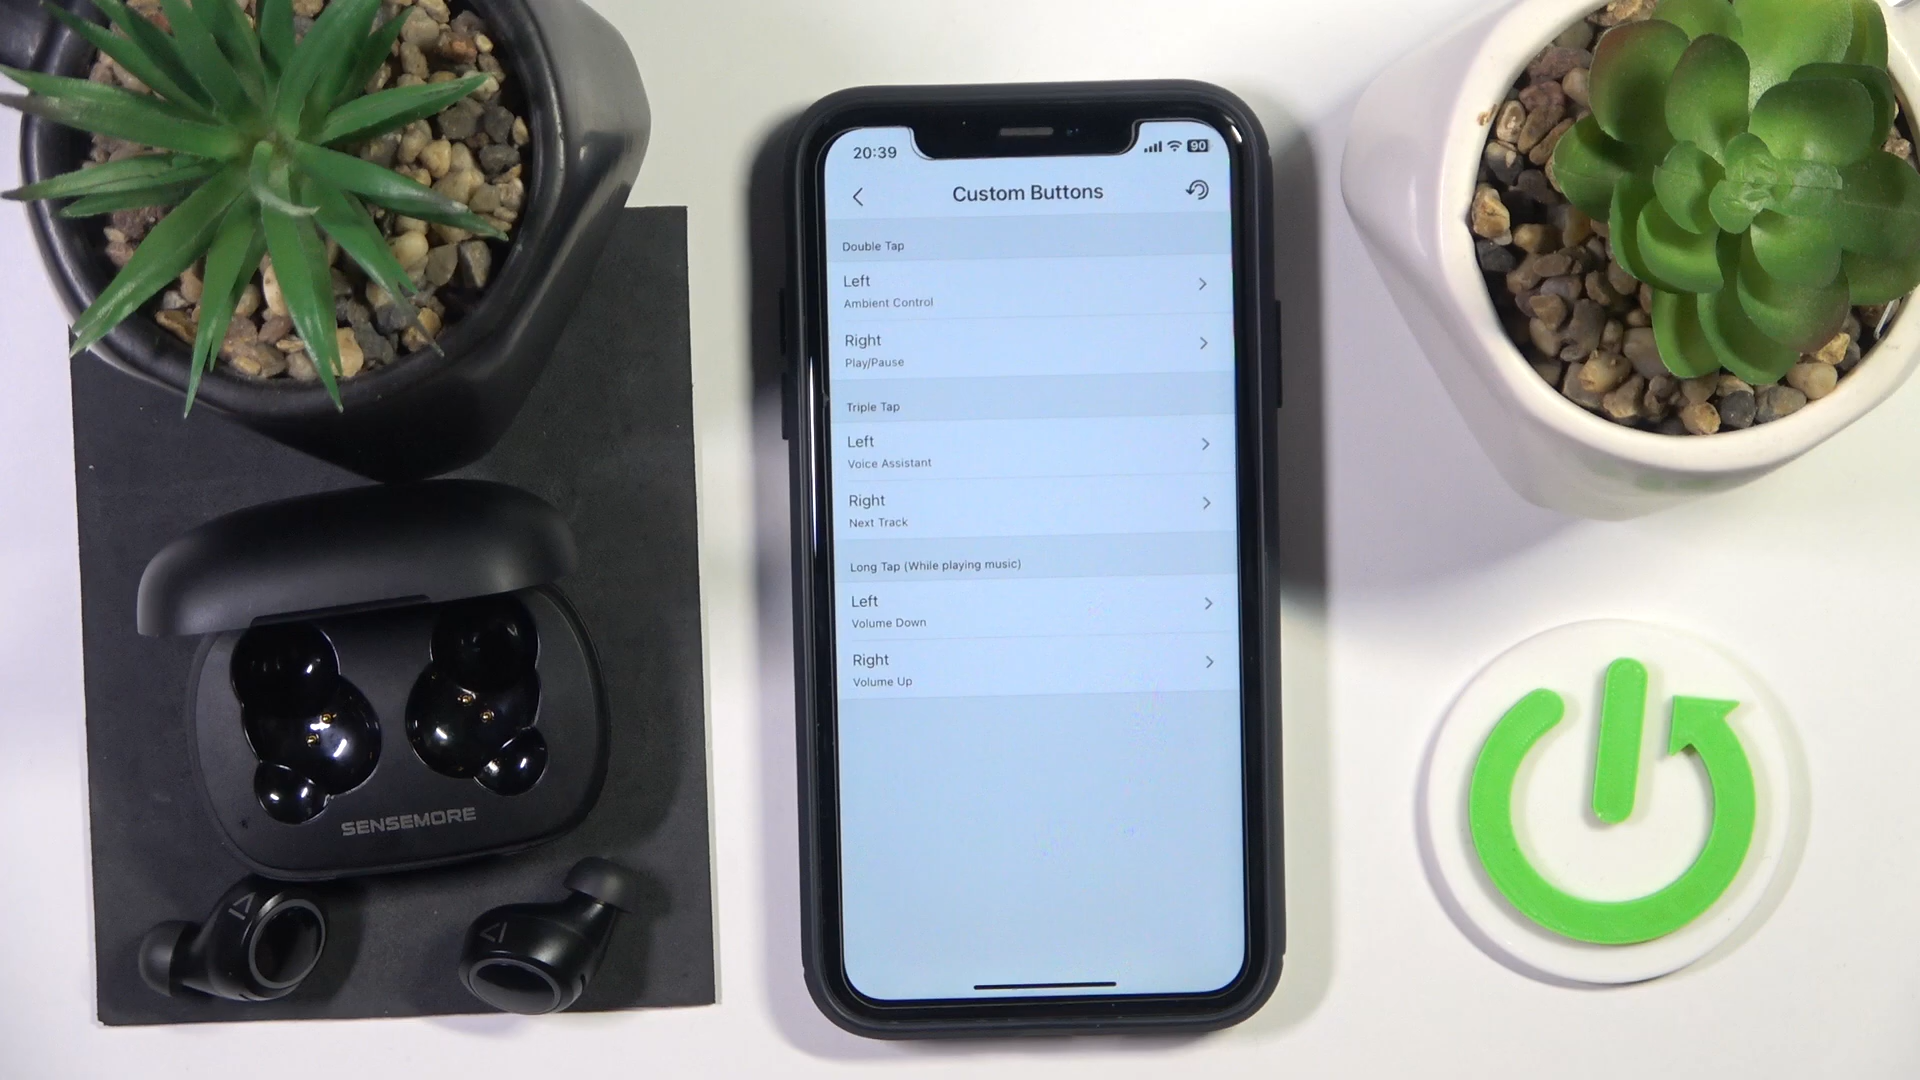 20:39
90
Custom Buttons
Double Tap
Left
Ambient Control
Right
Play/Pause
Triple Tap
Left
Voice Assistant
Right
Next Track
Long Tap (While playing music)
Left
Volume Down
Right
Volume Up
SENSEMORE